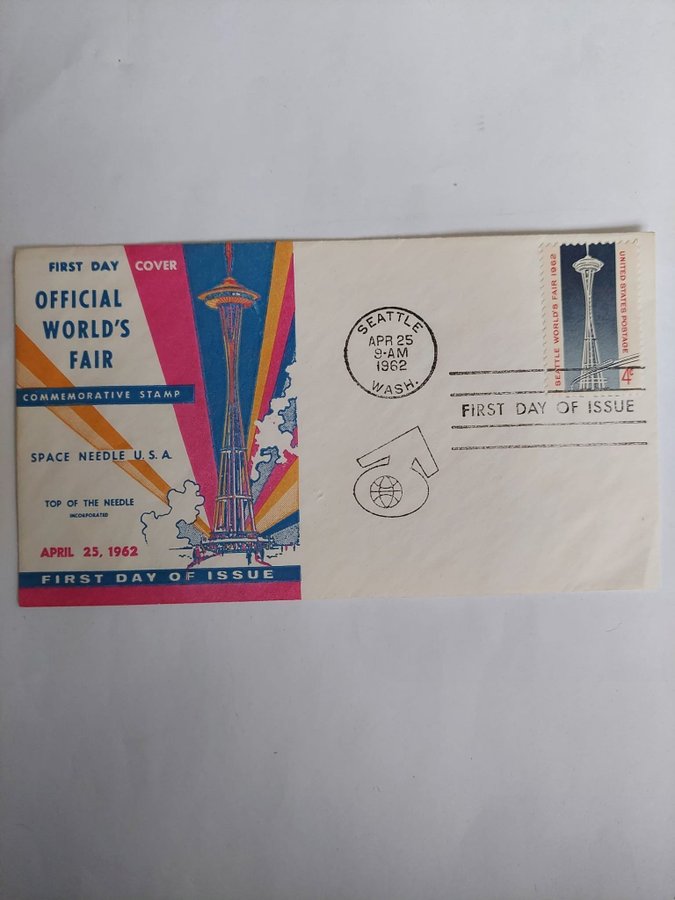 FIRST DAY COVER
OFFICIAL
WORLD'S
FAIR
COMMEMORATIVE STAMP
SPACE NEEDLE U.S.A.
TOP OF THE NEEDLE
INCORPORATED
APRIL 25, 1962
FIRST DAY OF ISSUE
SEATTLE
APR 25
9-AM
1962
WASH.
SEATTLE WORLD'S FAIR 1962
UNITED STATES POSTAGE
4¢
FIRST DAY OF ISSUE